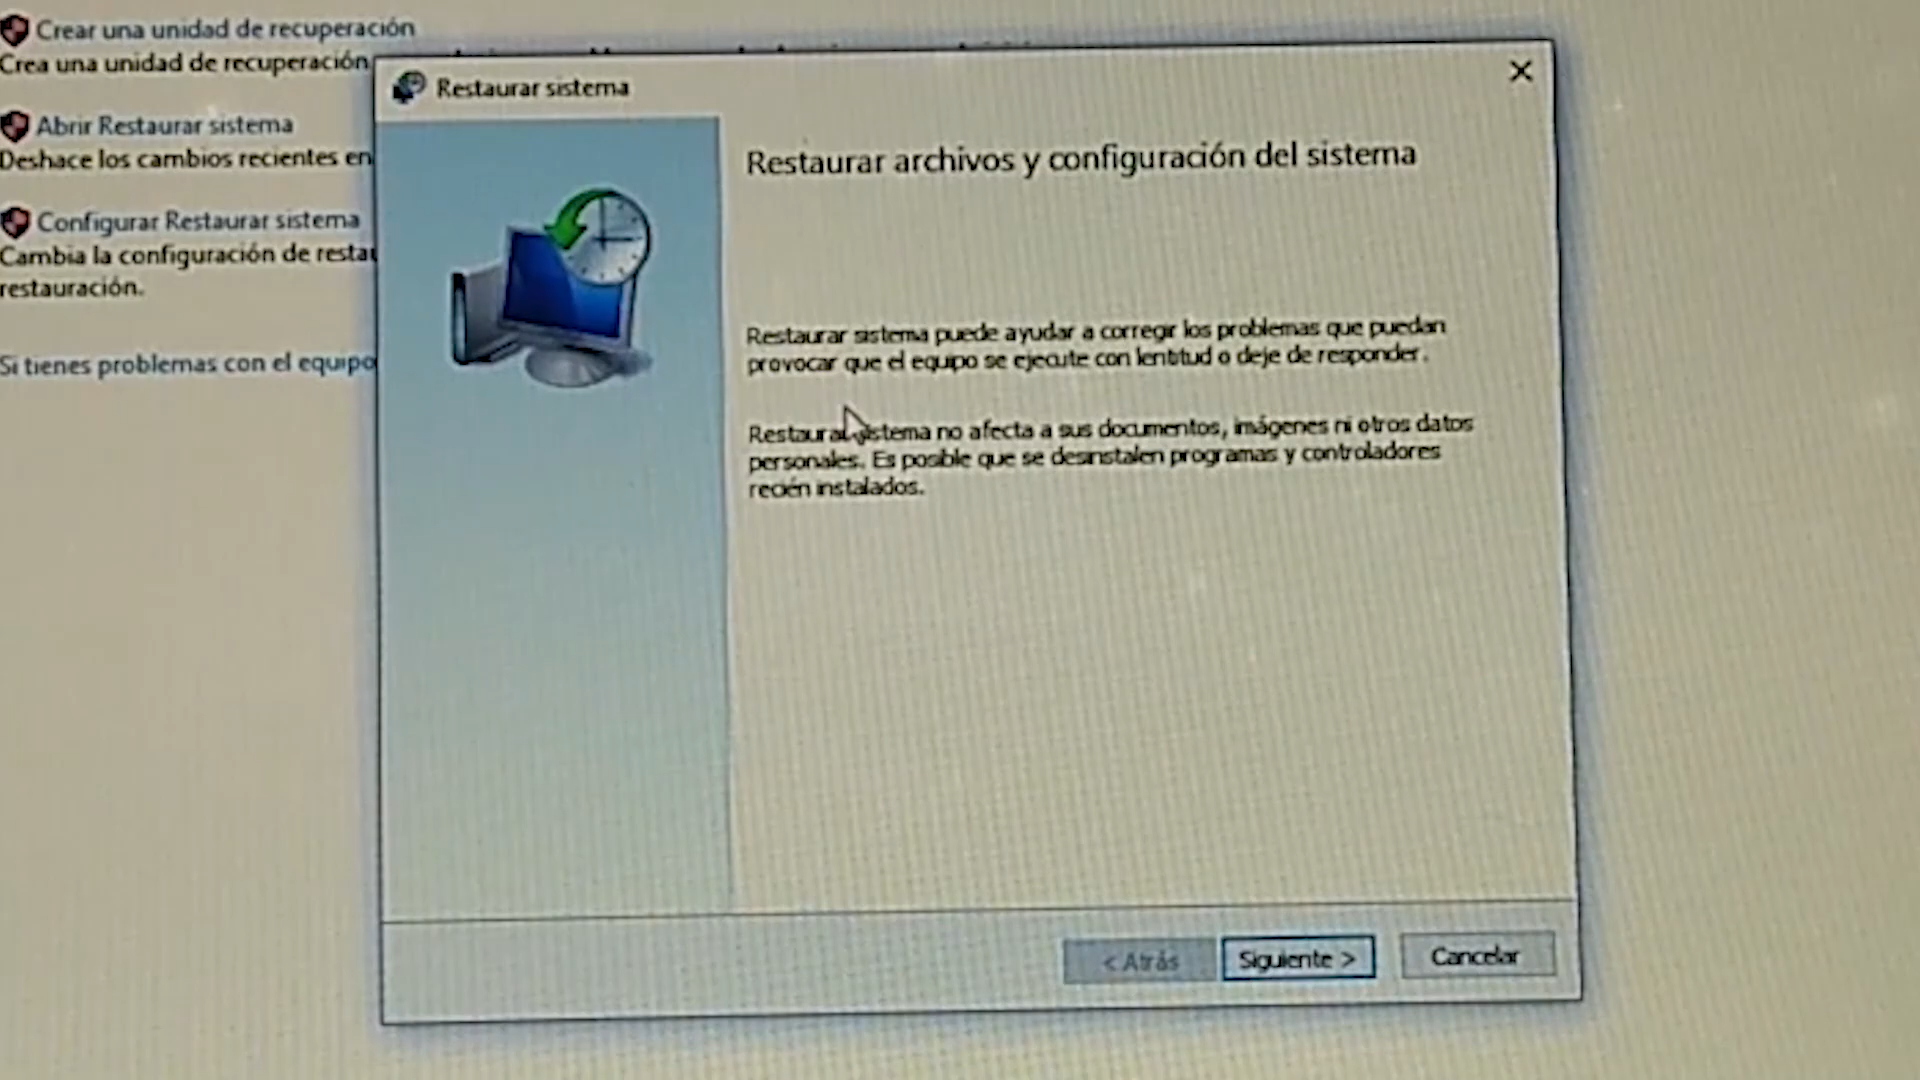 Crear una unidad de recuperación
Crea una unidad de recuperación
Abrir Restaurar sistema
Deshace los cambios recientes en
Configurar Restaurar sistema
Cambia la configuración de restau
restauración.
Si tienes problemas con el equipo
Restaurar sistema
Restaurar archivos y configuración del sistema
Restaurar sistema puede ayudar a corregir los problemas que puedan
provocar que el equipo se ejecute con lentitud o deje de responder.
Restaurar sistema no afecta a sus documentos, imágenes ni otros datos
personales. Es posible que se desinstalen programas y controladores
recién instalados.
< Atrás
Siguiente >
Cancelar